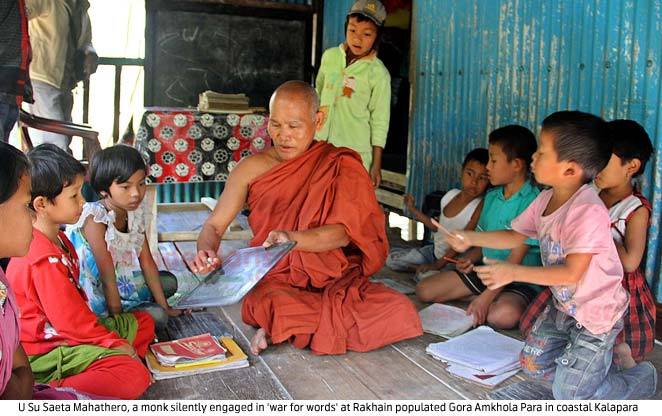 U Su Saeta Mahathero, a monk silently engaged in 'war for words' at Rakhain populated Gora Amkhola Para in coastal Kalapara